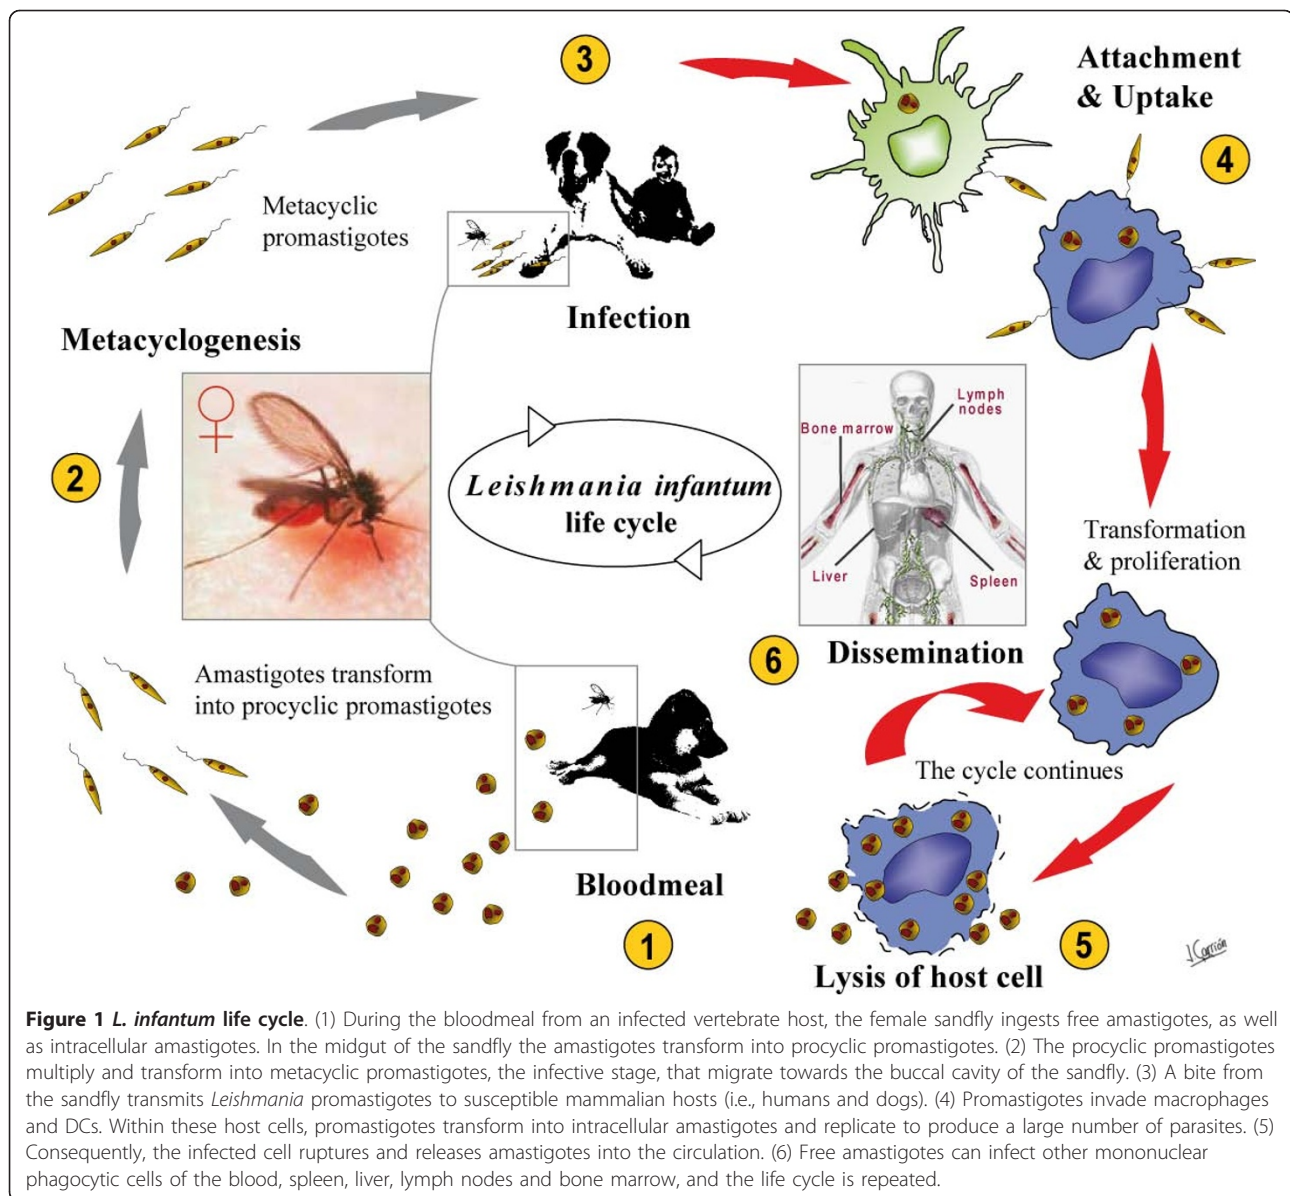 3
Attachment
& Uptake
4
Metacyclic
promastigotes
Infection
Metacyclogenesis
2
Leishmania infantum
life cycle
Lymph
nodes
Bone marrow
Liver
Spleen
Transformation
& proliferation
6
Dissemination
Amastigotes transform
into procyclic promastigotes
The cycle continues
Bloodmeal
1
5
Lysis of host cell
J Carrión
Figure 1 L. infantum life cycle. (1) During the bloodmeal from an infected vertebrate host, the female sandfly ingests free amastigotes, as well
as intracellular amastigotes. In the midgut of the sandfly the amastigotes transform into procyclic promastigotes. (2) The procyclic promastigotes
multiply and transform into metacyclic promastigotes, the infective stage, that migrate towards the buccal cavity of the sandfly. (3) A bite from
the sandfly transmits Leishmania promastigotes to susceptible mammalian hosts (i.e., humans and dogs). (4) Promastigotes invade macrophages
and DCs. Within these host cells, promastigotes transform into intracellular amastigotes and replicate to produce a large number of parasites. (5)
Consequently, the infected cell ruptures and releases amastigotes into the circulation. (6) Free amastigotes can infect other mononuclear
phagocytic cells of the blood, spleen, liver, lymph nodes and bone marrow, and the life cycle is repeated.